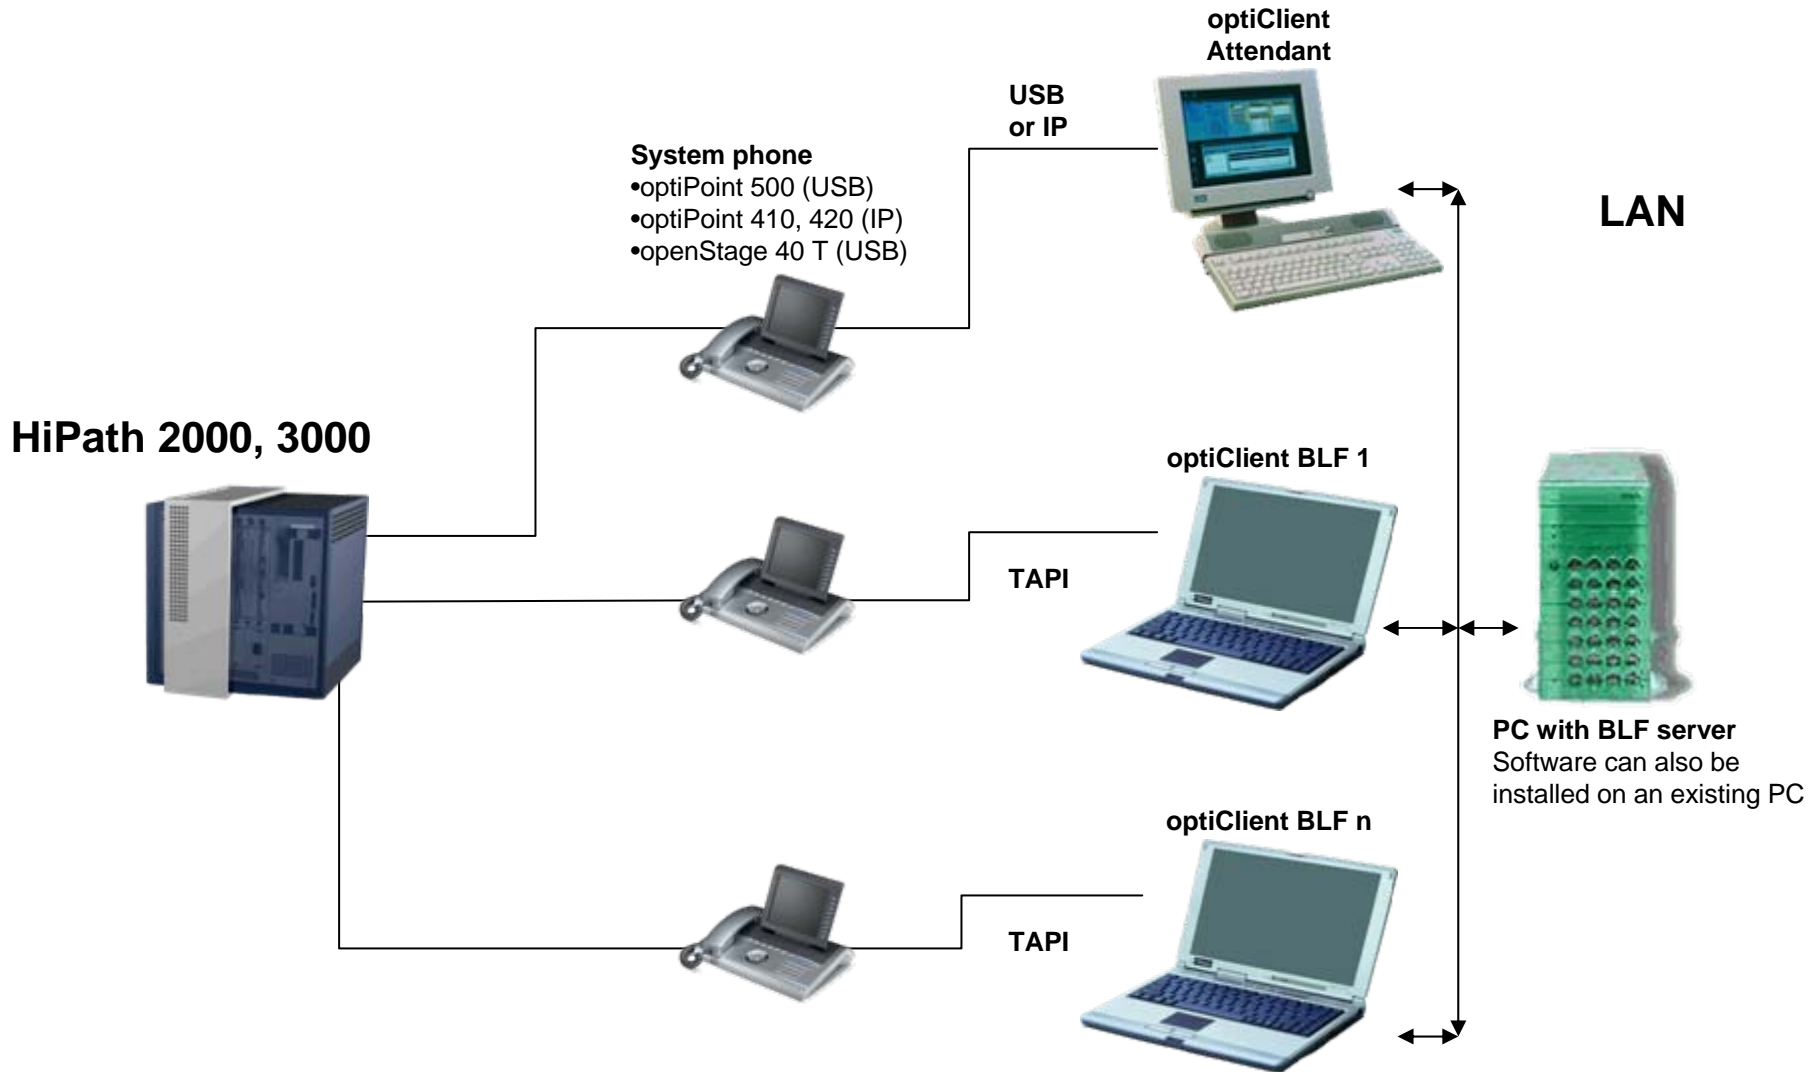 optiClient
Attendant
USB
or IP
System phone
•optiPoint 500 (USB)
•optiPoint 410, 420 (IP)
•openStage 40 T (USB)
LAN
HiPath 2000, 3000
optiClient BLF 1
TAPI
PC with BLF server
Software can also be
installed on an existing PC
optiClient BLF n
TAPI